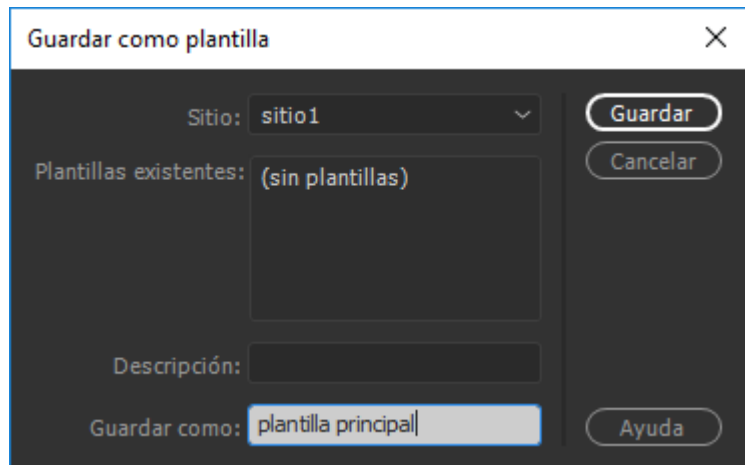 Guardar como plantilla
Sitio: sitio1
Guardar
Plantillas existentes: (sin plantillas)
Cancelar
Descripción:
Guardar como: plantilla principal
Ayuda